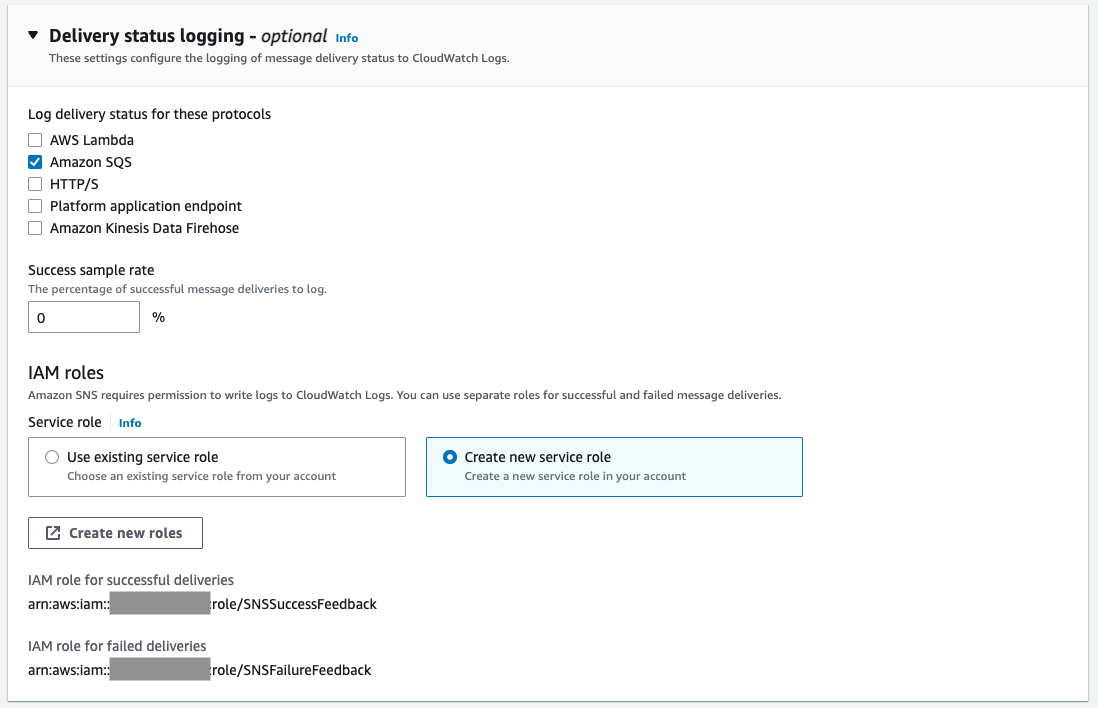 Delivery status logging - optional Info
These settings configure the logging of message delivery status to CloudWatch Logs.
Log delivery status for these protocols
AWS Lambda
Amazon SQS
HTTP/S
Platform application endpoint
Amazon Kinesis Data Firehose
Success sample rate
The percentage of successful message deliveries to log.
0 %
IAM roles
Amazon SNS requires permission to write logs to CloudWatch Logs. You can use separate roles for successful and failed message deliveries.
Service role Info
Use existing service role
Choose an existing service role from your account
Create new service role
Create a new service role in your account
Create new roles
IAM role for successful deliveries
arn:aws:iam:: :role/SNSSuccessFeedback
IAM role for failed deliveries
arn:aws:iam:: :role/SNSFailureFeedback